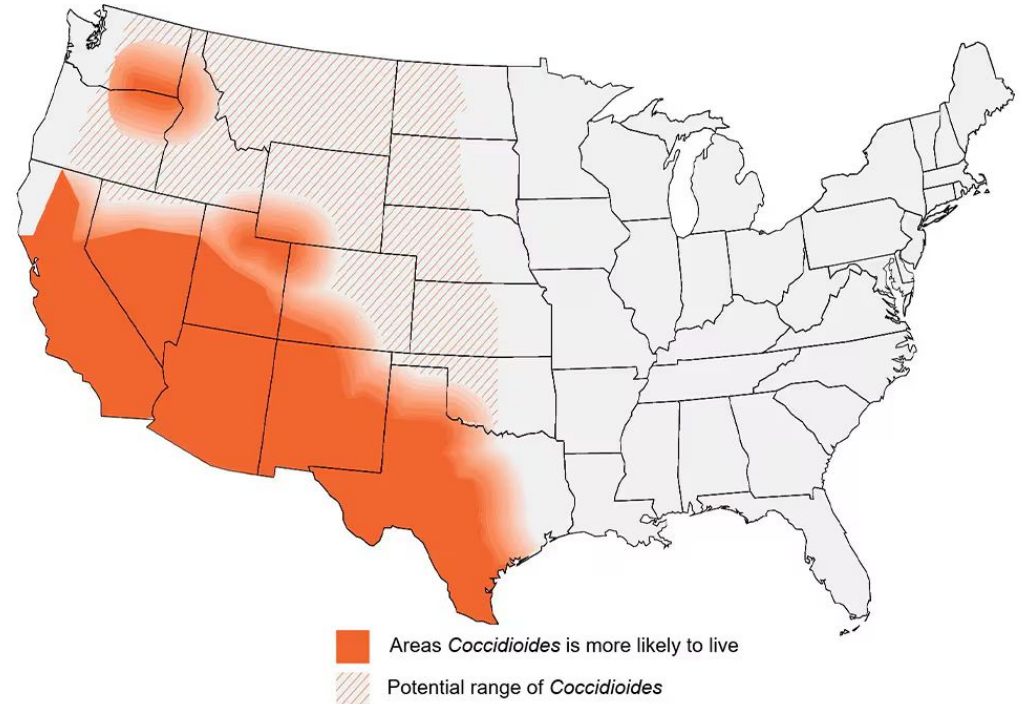 Areas Coccidioides is more likely to live
Potential range of Coccidioides